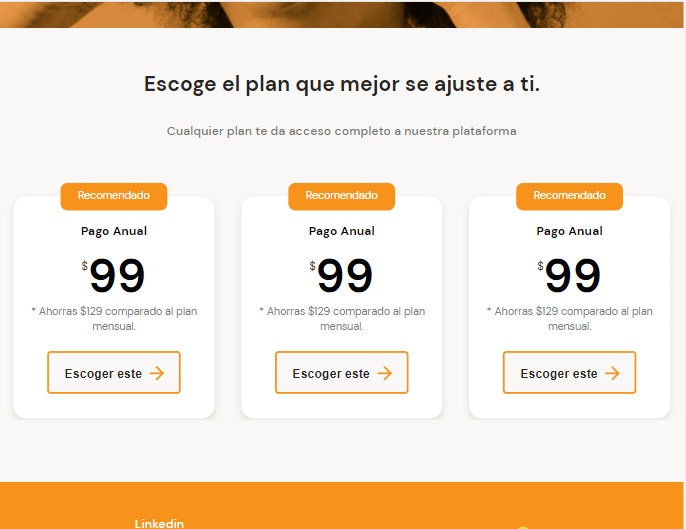 Escoge el plan que mejor se ajuste a ti.
Cualquier plan te da acceso completo a nuestra plataforma
Recomendado
Pago Anual
$99
* Ahorras $129 comparado al plan
mensual.
Escoger este
Recomendado
Pago Anual
$99
* Ahorras $129 comparado al plan
mensual.
Escoger este
Recomendado
Pago Anual
$99
* Ahorras $129 comparado al plan
mensual.
Escoger este
Linkedin